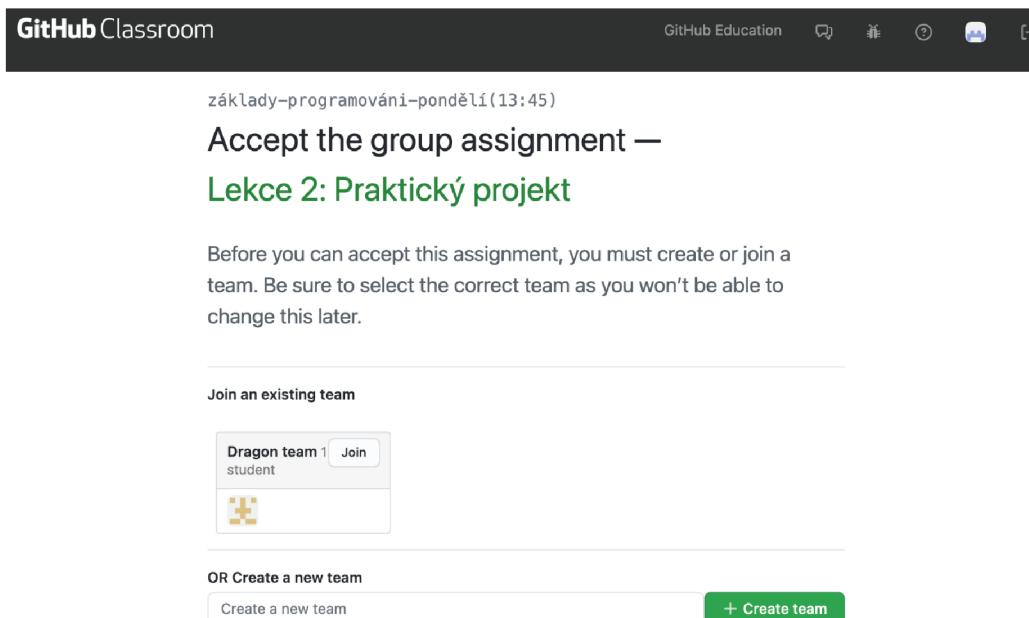 GitHub Classroom
GitHub Education
základy-programováni-pondělí(13:45)
Accept the group assignment —
Lekce 2: Praktický projekt
Before you can accept this assignment, you must create or join a
team. Be sure to select the correct team as you won't be able to
change this later.
Join an existing team
Dragon team 1
student
Join
OR Create a new team
Create a new team
+ Create team